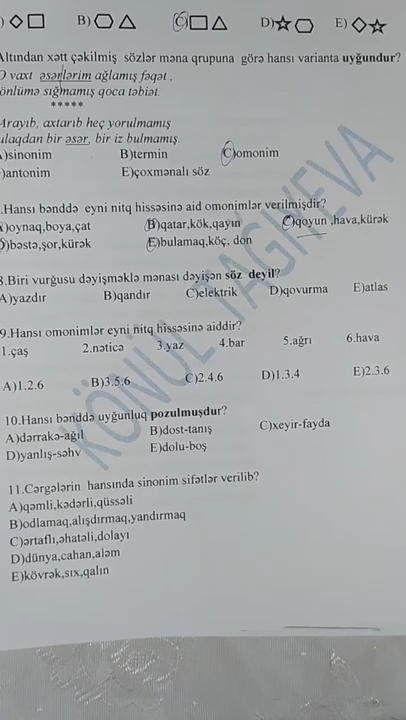 B) D) E)
Altından xətt çəkilmiş sözlər məna qrupuna görə hansı varianta uyğundur?
O vaxt əsərlərim ağlamış fəqət ,
önlümə sığmamış qoca təbiət.
*****
Arayıb, axtarıb heç yorulmamış
ulaqdan bir əsər, bir iz bulmamış.
)sinonim B)termin C)omonim
)antonim E)çoxmənalı söz
.Hansı bənddə eyni nitq hissəsinə aid omonimlər verilmişdir?
A)oynaq,boya,çat B)qatar,kök,qayın C)qoyun ,hava,kürək
D)bəstə,şor,kürək E)bulamaq,köç, don
8.Biri vurğusu dəyişməklə mənası dəyişən söz deyil?
A)yazdır B)qandır C)elektrik D)qovurma E)atlas
9.Hansı omonimlər eyni nitq hissəsinə aiddir?
1.çaş 2.nəticə 3.yaz 4.bar 5.ağrı 6.hava
A)1.2.6 B)3.5.6 C)2.4.6 D)1.3.4 E)2.3.6
10.Hansı bənddə uyğunluq pozulmuşdur?
A)dərrakə-ağıl B)dost-tanış C)xeyir-fayda
D)yanlış-səhv E)dolu-boş
11.Cərgələrin hansında sinonim sifətlər verilib?
A)qəmli,kədərli,qüssəli
B)odlamaq,alışdırmaq,yandırmaq
C)ərtaflı,əhatəli,dolayı
D)dünya,cahan,aləm
E)kövrək,sıx,qalın
KÖNÜL TAĞIYEVA